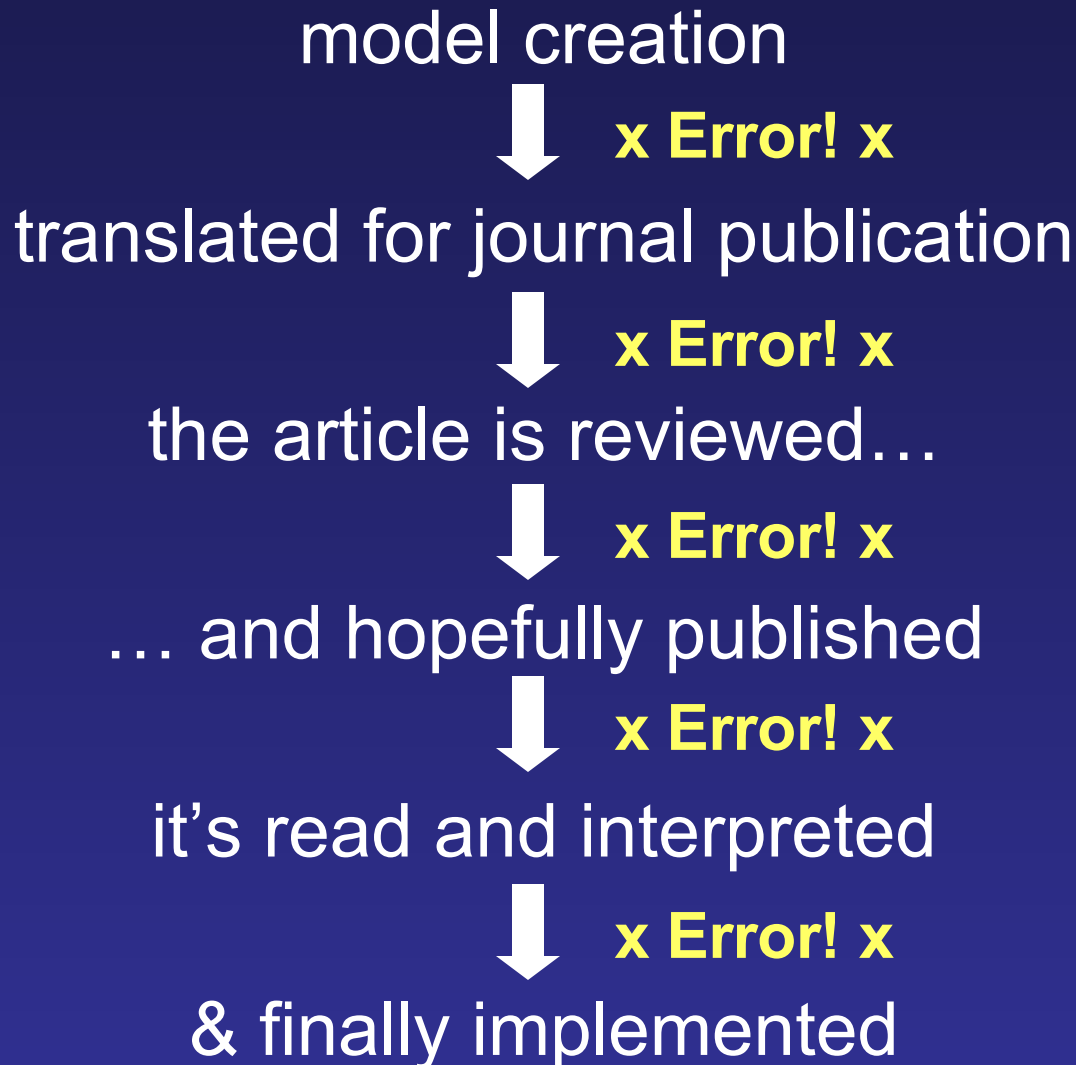 model creation
x Error! x
translated for journal publication
x Error! x
the article is reviewed…
x Error! x
… and hopefully published
x Error! x
it’s read and interpreted
x Error! x
& finally implemented